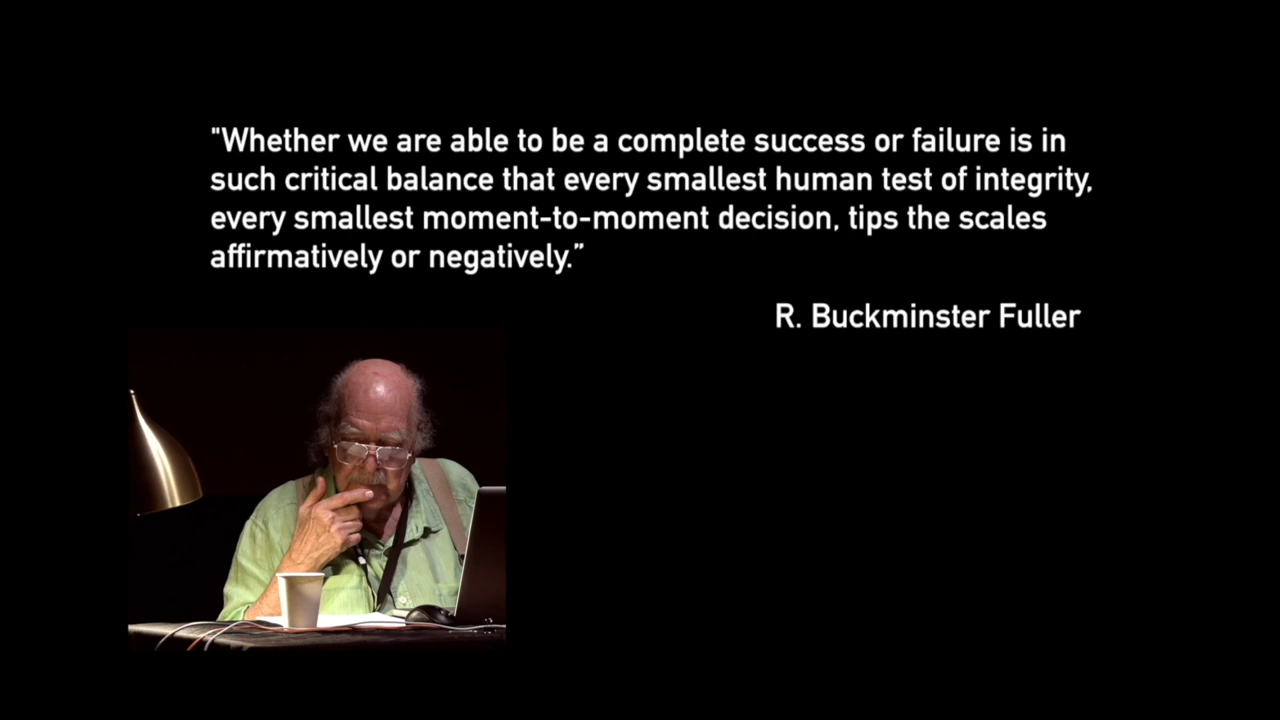 "Whether we are able to be a complete success or failure is in
such critical balance that every smallest human test of integrity,
every smallest moment-to-moment decision, tips the scales
affirmatively or negatively.”
R. Buckminster Fuller